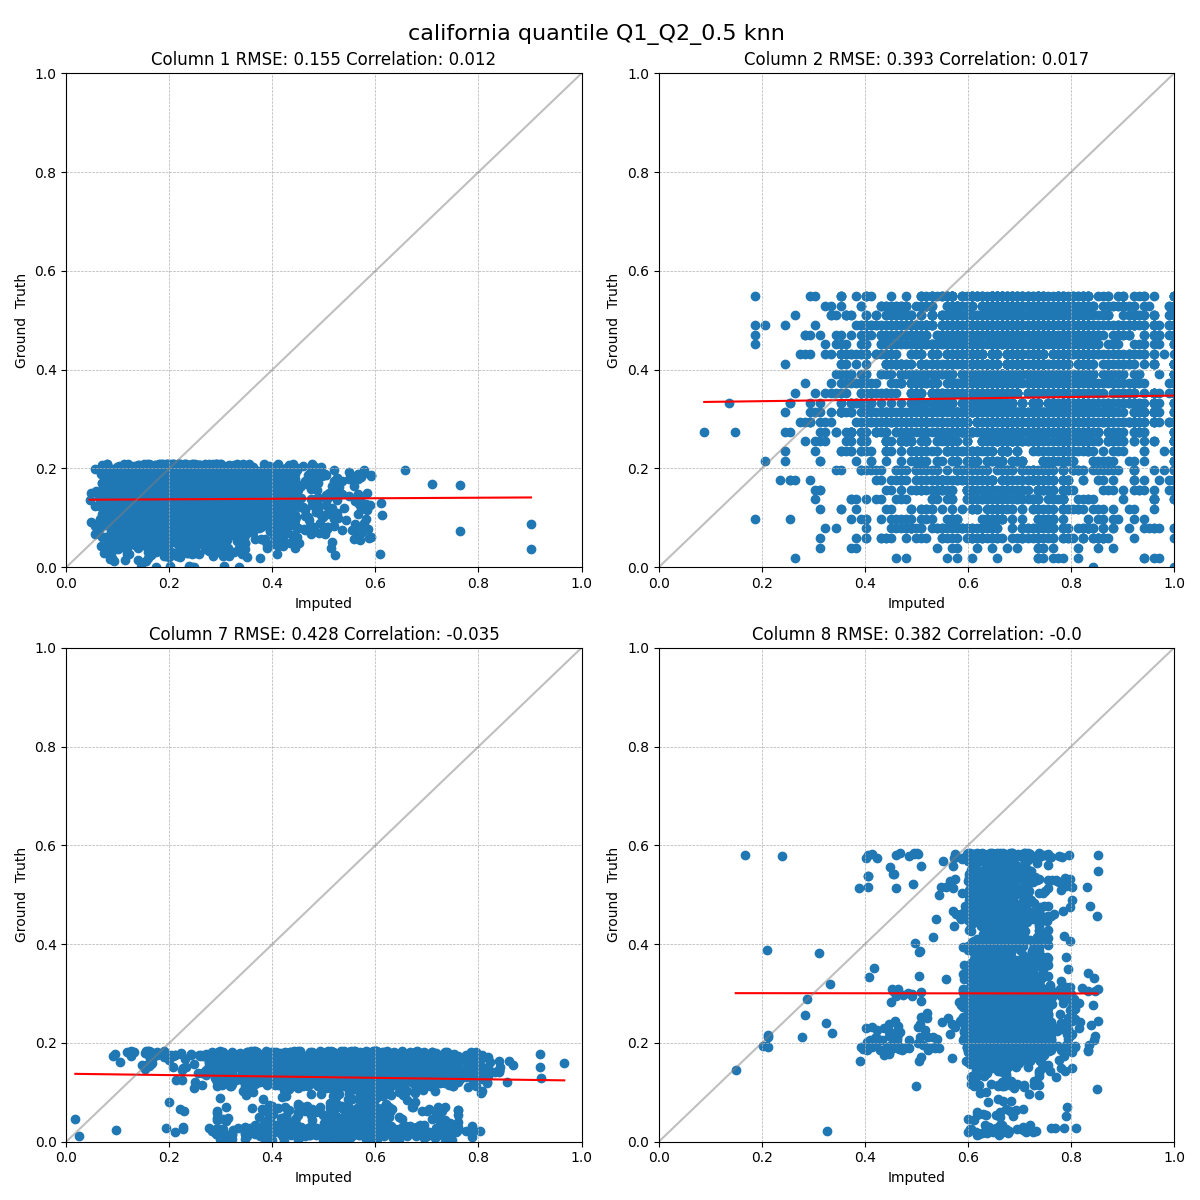 california quantile Q1_Q2_0.5 knn
Column 1 RMSE: 0.155 Correlation: 0.012
1.0
0.8
0.6
0.4
0.2
0.0
Ground Truth
0.0 0.2 0.4 0.6 0.8 1.0
Imputed
Column 2 RMSE: 0.393 Correlation: 0.017
1.0
0.8
0.6
0.4
0.2
0.0
Ground Truth
0.0 0.2 0.4 0.6 0.8 1.0
Imputed
Column 7 RMSE: 0.428 Correlation: -0.035
1.0
0.8
0.6
0.4
0.2
0.0
Ground Truth
0.0 0.2 0.4 0.6 0.8 1.0
Imputed
Column 8 RMSE: 0.382 Correlation: -0.0
1.0
0.8
0.6
0.4
0.2
0.0
Ground Truth
0.0 0.2 0.4 0.6 0.8 1.0
Imputed